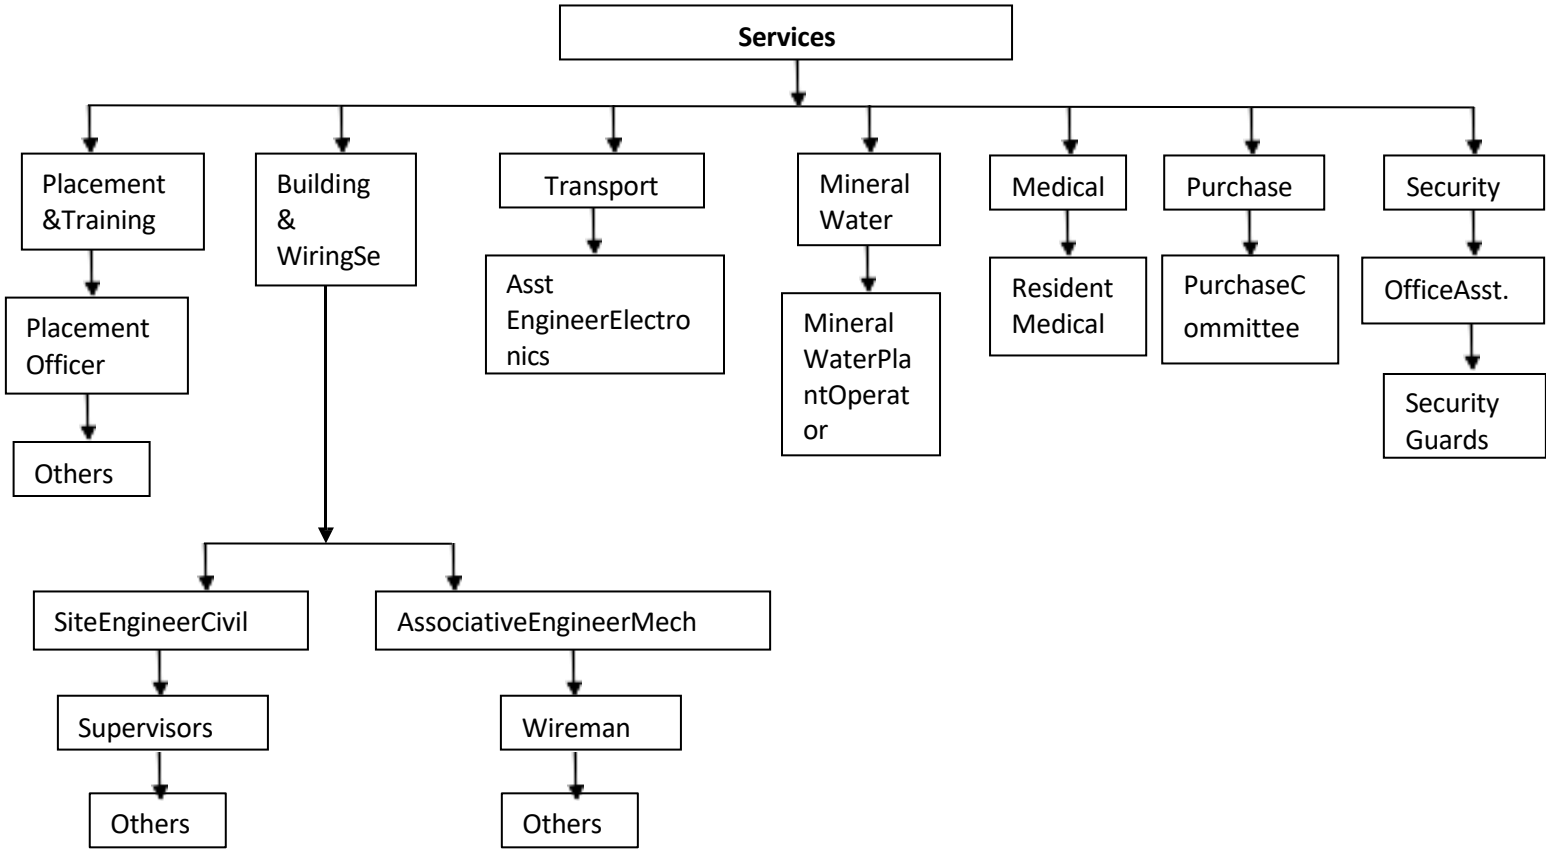 Services
Placement
&Training
Building
&
WiringSe
Transport
Mineral
Water
Medical
Purchase
Security
Placement
Officer
Asst
EngineerElectro
nics
Mineral
WaterPla
ntOperat
or
Resident
Medical
PurchaseC
ommittee
OfficeAsst.
Security
Guards
Others
SiteEngineerCivil
AssociativeEngineerMech
Supervisors
Wireman
Others
Others